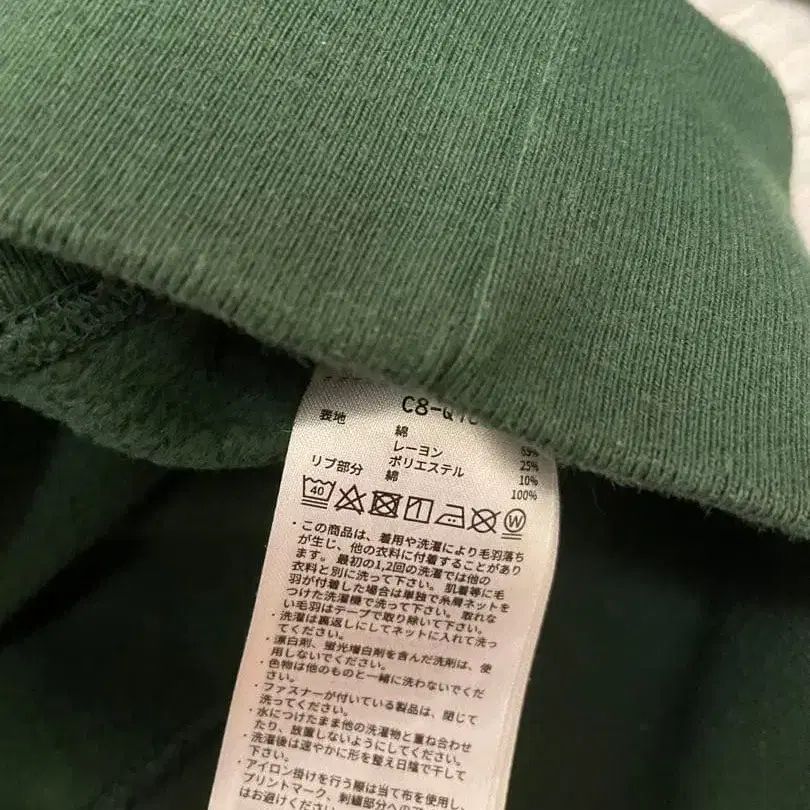 C8-Q
表地 綿
レーヨン 25%
ポリエステル 10%
リブ部分 綿 100%
40 W
・この商品は、着用や洗濯により毛羽落ち
が生じ、他の衣料に付着することがあり
ます。最初の1,2回の洗濯では他の
衣料と別に洗って下さい。肌着等に毛
羽が付着した場合は単独で糸屑ネットを
つけた洗濯機で洗って下さい。取れな
い毛羽はテープで取り除いて下さい。
・洗濯は裏返しにしてネットに入れて洗っ
てください。
・漂白剤、蛍光増白剤を含んだ洗剤は、使
用しないでください。
・色物は他のものと一緒に洗わないでくだ
さい。
・ファスナーが付いている製品は、閉じて
洗ってください。
・水につけたまま他の洗濯物と重ね合わせ
たり、放置しないようにしてください。
・洗濯後は速やかに形を整え日陰で干して
下さい。
・アイロン掛けを行う際は当て布を使用し、
プリントマーク、刺繍部分への
はお避けください